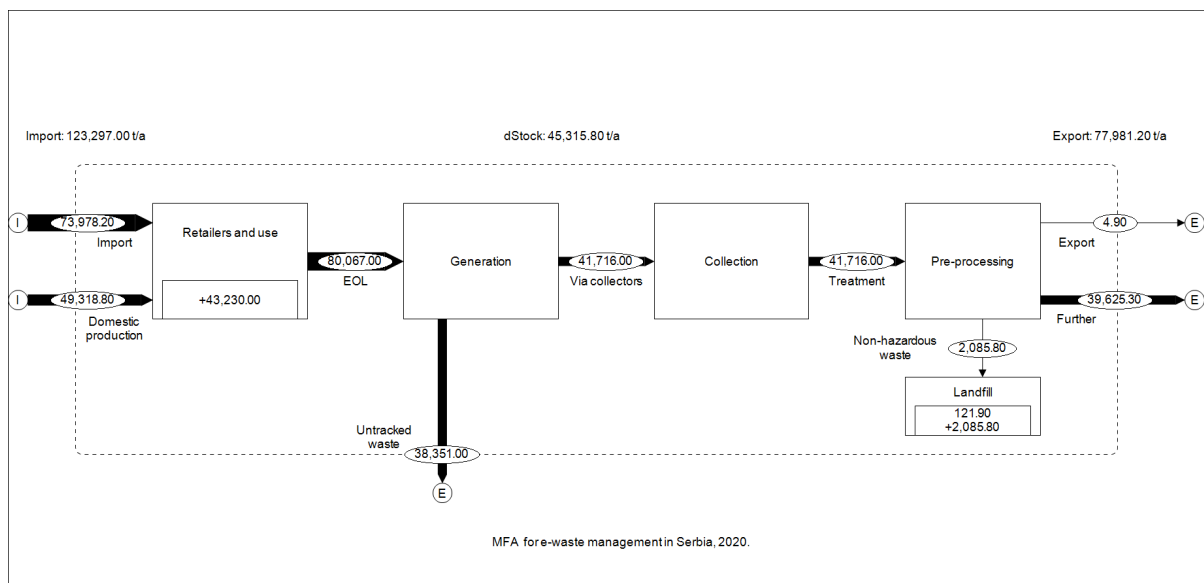 Import: 123,297.00 t/a
dStock: 45,315.80 t/a
Export: 77,981.20 t/a
I
73,978.20
Import
Retailers and use
+43,230.00
80,067.00
EOL
Generation
41,716.00
Via collectors
Collection
41,716.00
Treatment
Pre-processing
4.90
Export
E
I
49,318.80
Domestic
production
39,625.30
Further
E
Non-hazardous
waste
2,085.80
Landfill
121.90
+2,085.80
Untracked
waste
38,351.00
E
MFA for e-waste management in Serbia, 2020.